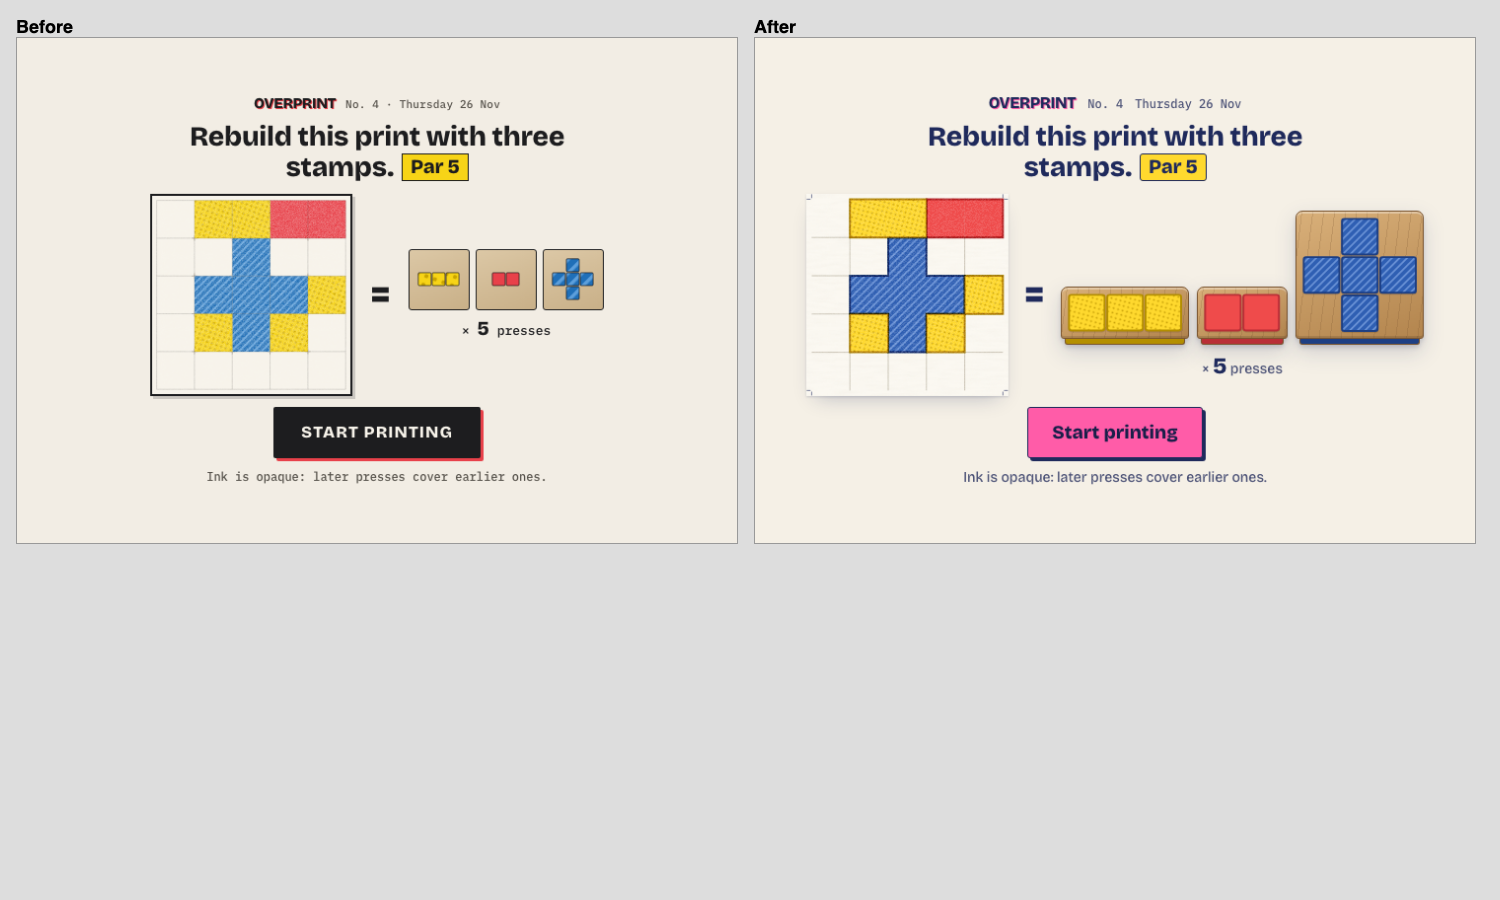 Before
OVERPRINT No. 4 · Thursday 26 Nov
Rebuild this print with three
stamps. Par 5
=
× 5 presses
START PRINTING
Ink is opaque: later presses cover earlier ones.
After
OVERPRINT No. 4 Thursday 26 Nov
Rebuild this print with three
stamps. Par 5
=
× 5 presses
Start printing
Ink is opaque: later presses cover earlier ones.